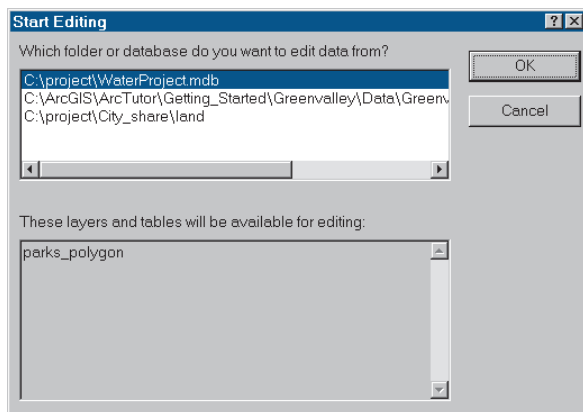 Start Editing
Which folder or database do you want to edit data from?
OK
C:\project\WaterProject.mdb
C:\ArcGIS\ArcTutor\Getting_Started\Greenvalley\Data\Greenv
C:\project\City_share\land
Cancel
These layers and tables will be available for editing:
parks_polygon